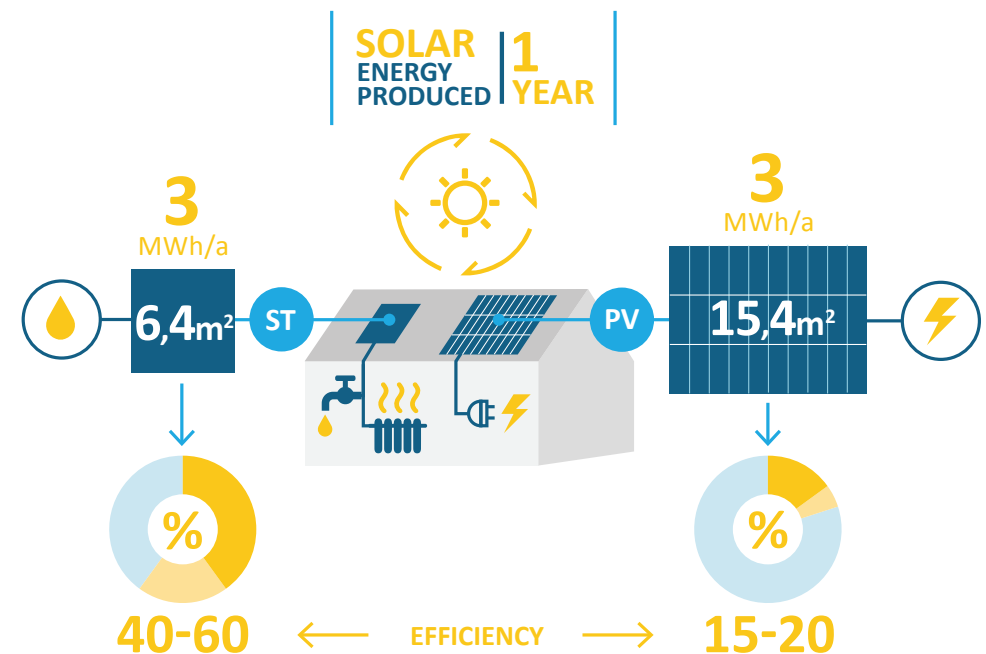 SOLAR
ENERGY
PRODUCED
1
YEAR
3
MWh/a
3
MWh/a
6,4m²
ST
PV
15,4m²
%
%
40-60
EFFICIENCY
15-20